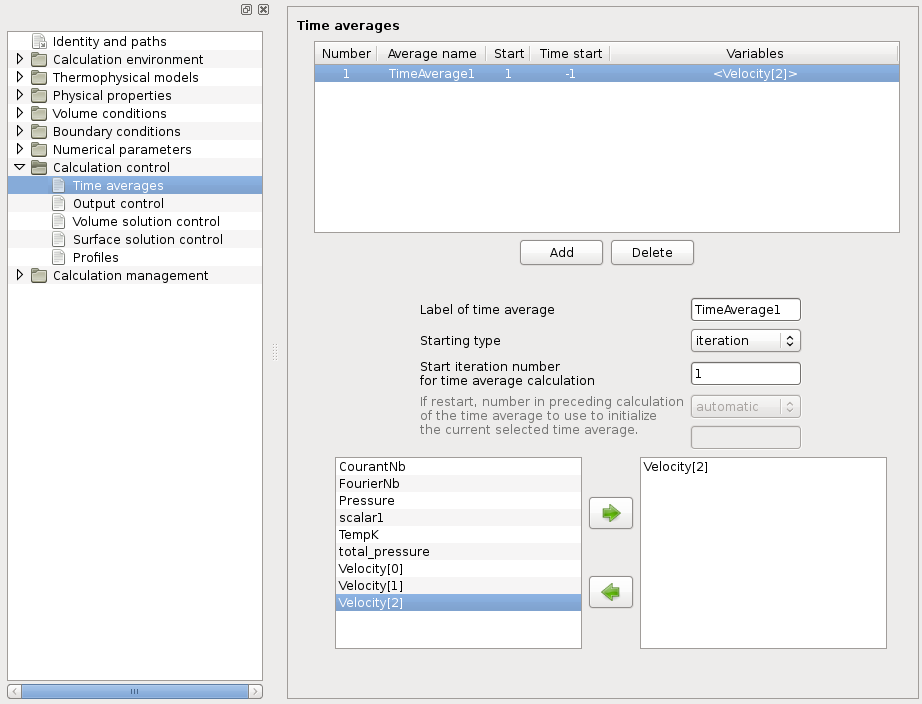 Identity and paths
Calculation environment
Thermophysical models
Physical properties
Volume conditions
Boundary conditions
Numerical parameters
Calculation control
Time averages
Output control
Volume solution control
Surface solution control
Profiles
Calculation management
Time averages
Number Average name Start Time start Variables
1 TimeAverage1 1 -1 <Velocity[2]>
Add Delete
Label of time average TimeAverage1
Starting type iteration
Start iteration number
for time average calculation 1
If restart, number in preceding calculation
of the time average to use to initialize
the current selected time average.
automatic
CourantNb
FourierNb
Pressure
scalar1
TempK
total_pressure
Velocity[0]
Velocity[1]
Velocity[2]
Velocity[2]